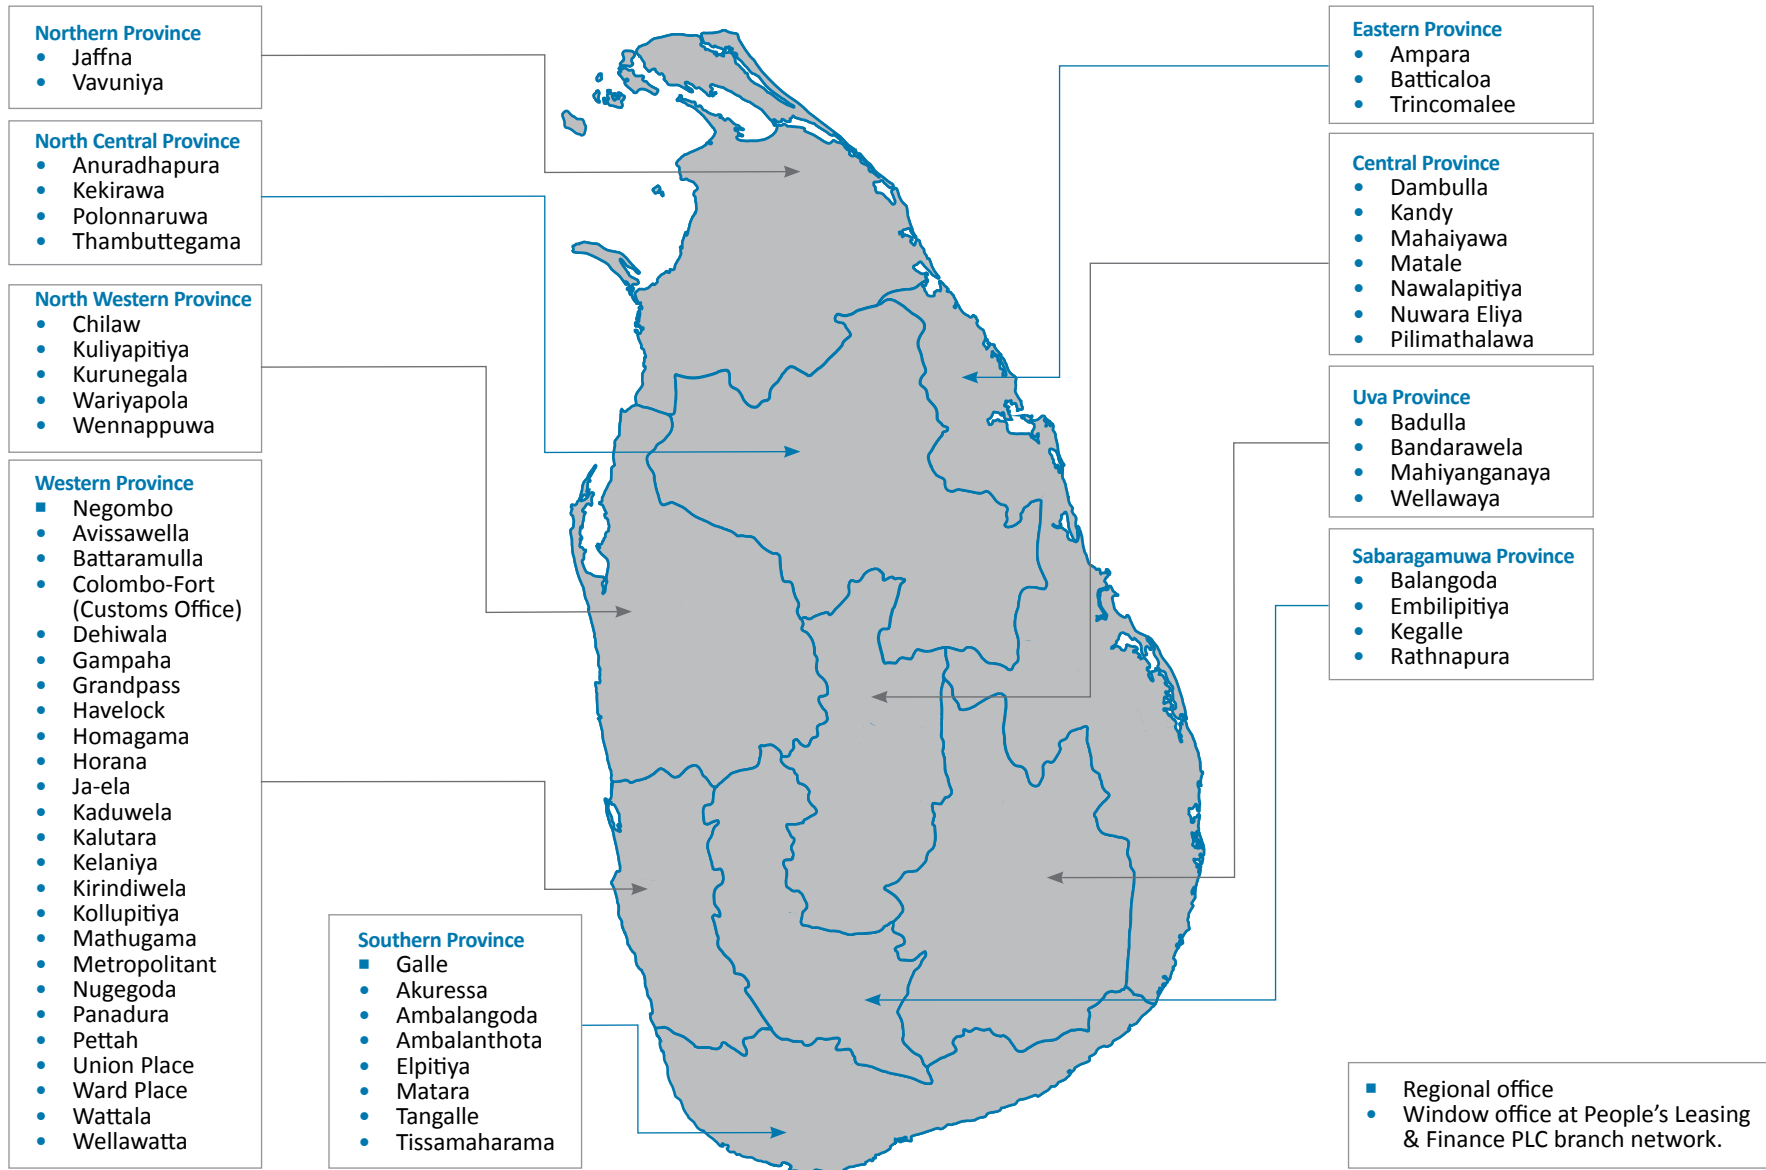 Northern Province
• Jaffna
• Vavuniya
North Central Province
• Anuradhapura
• Kekirawa
• Polonnaruwa
• Thambuttegama
North Western Province
• Chilaw
• Kuliyapitiya
• Kurunegala
• Wariyapola
• Wennappuwa
Western Province
■ Negombo
• Avissawella
• Battaramulla
• Colombo-Fort
(Customs Office)
• Dehiwala
• Gampaha
• Grandpass
• Havelock
• Homagama
• Horana
• Ja-ela
• Kaduwela
• Kalutara
• Kelaniya
• Kirindiwela
• Kollupitiya
• Mathugama
• Metropolitant
• Nugegoda
• Panadura
• Pettah
• Union Place
• Ward Place
• Wattala
• Wellawatta
Southern Province
■ Galle
• Akuressa
• Ambalangoda
• Ambalanthota
• Elpitiya
• Matara
• Tangalle
• Tissamaharama
Eastern Province
• Ampara
• Batticaloa
• Trincomalee
Central Province
• Dambulla
• Kandy
• Mahaiyawa
• Matale
• Nawalapitiya
• Nuwara Eliya
• Pilimathalawa
Uva Province
• Badulla
• Bandarawela
• Mahiyanganaya
• Wellawaya
Sabaragamuwa Province
• Balangoda
• Embilipitiya
• Kegalle
• Rathnapura
■ Regional office
• Window office at People's Leasing
& Finance PLC branch network.